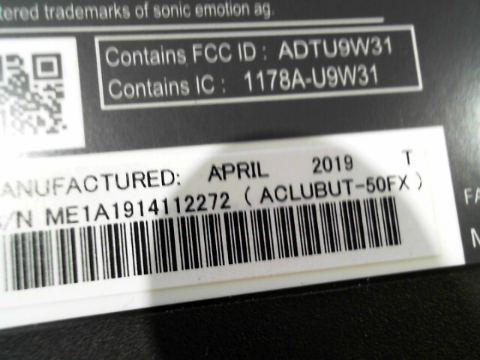 tered trademarks of sonic emotion ag.
Contains FCC ID : ADTU9W31
Contains IC : 1178A-U9W31
ANUFACTURED: APRIL 2019 T
S/N ME1A1914112272 ( ACLUBUT-50FX )
FA
M